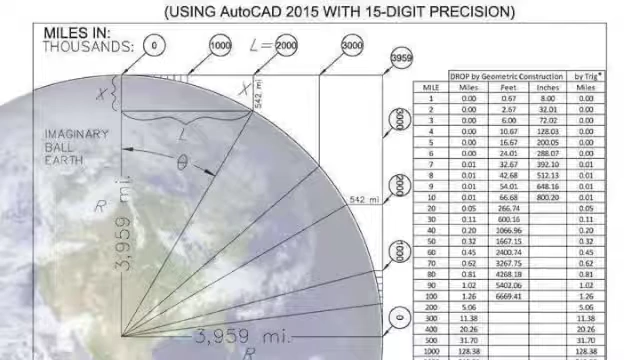 (USING AutoCAD 2015 WITH 15-DIGIT PRECISION)
MILES IN:
THOUSANDS:
0
1000
L = 2000
3000
3959
X
X
542 mi
L
IMAGINARY
BALL
EARTH
θ
R
3,959 mi.
3000
2000
542 mi
1000
0
3,959 mi.
R
DROP by Geometric Construction by Trig*
MILE Miles Feet Inches Miles
1 0.00 0.67 8.00 0.00
2 0.00 2.67 32.01 0.00
3 0.00 6.00 72.02 0.00
4 0.00 10.67 128.03 0.00
5 0.00 16.67 200.05 0.00
6 0.00 24.01 288.07 0.00
7 0.01 32.67 392.10 0.01
8 0.01 42.68 512.13 0.01
9 0.01 54.01 648.16 0.01
10 0.01 66.68 800.20 0.01
20 0.05 266.74 0.05
30 0.11 600.16 0.11
40 0.20 1066.96 0.20
50 0.32 1667.15 0.32
60 0.45 2400.74 0.45
70 0.62 3267.75 0.62
80 0.81 4268.18 0.81
90 1.02 5402.06 1.02
100 1.26 6669.41 1.26
200 5.06 5.06
300 11.38 11.38
400 20.26 20.26
500 31.70 31.70
1000 128.38 128.38